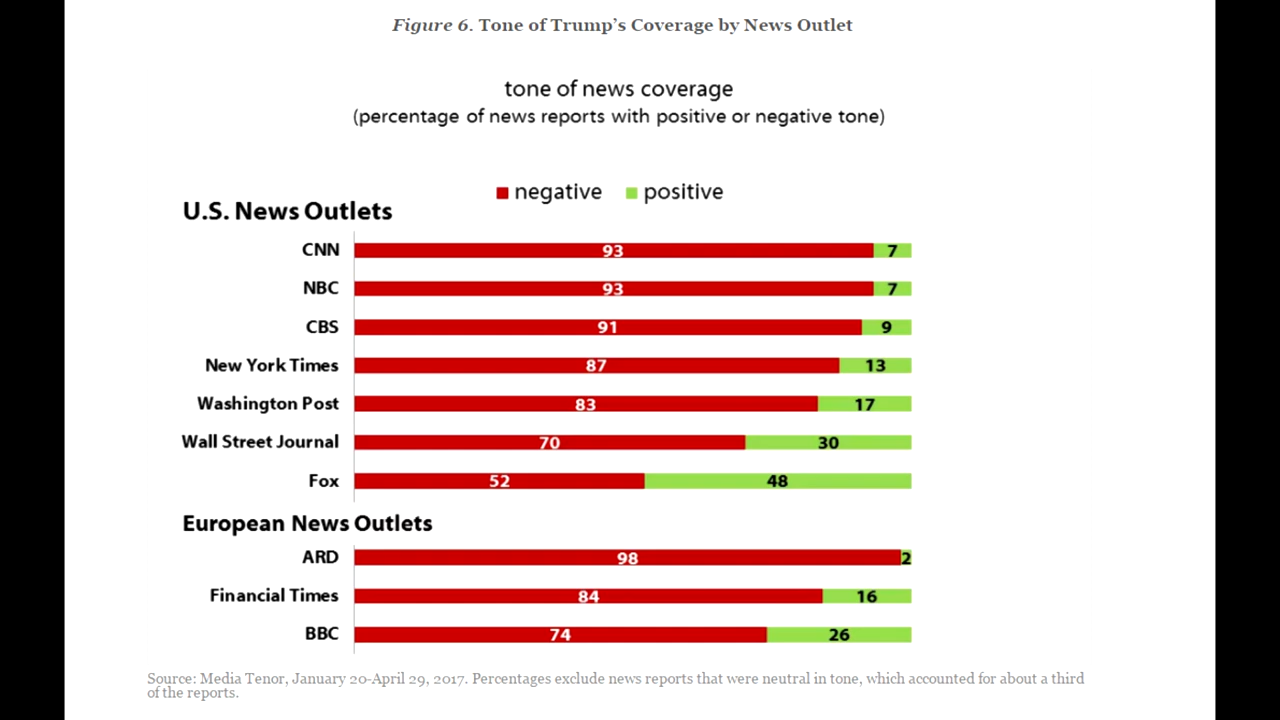 Figure 6. Tone of Trump’s Coverage by News Outlet
tone of news coverage
(percentage of news reports with positive or negative tone)
negative positive
U.S. News Outlets
CNN 93 7
NBC 93 7
CBS 91 9
New York Times 87 13
Washington Post 83 17
Wall Street Journal 70 30
Fox 52 48
European News Outlets
ARD 98 2
Financial Times 84 16
BBC 74 26
Source: Media Tenor, January 20-April 29, 2017. Percentages exclude news reports that were neutral in tone, which accounted for about a third
of the reports.